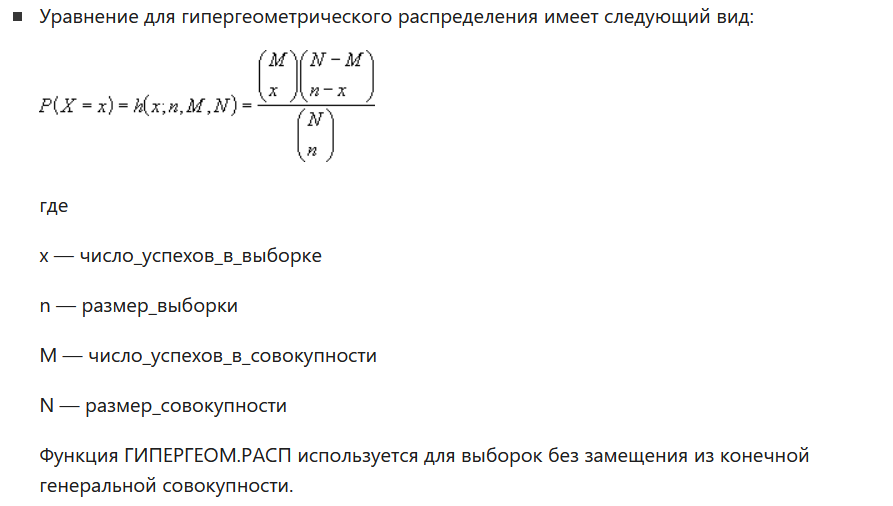 Уравнение для гипергеометрического распределения имеет следующий вид:
P(X = x) = h(x; n, M, N) = \frac{\binom{M}{x}\binom{N-M}{n-x}}{\binom{N}{n}}
где
x — число_успехов_в_выборке
n — размер_выборки
M — число_успехов_в_совокупности
N — размер_совокупности
Функция ГИПЕРГЕОМ.РАСП используется для выборок без замещения из конечной
генеральной совокупности.